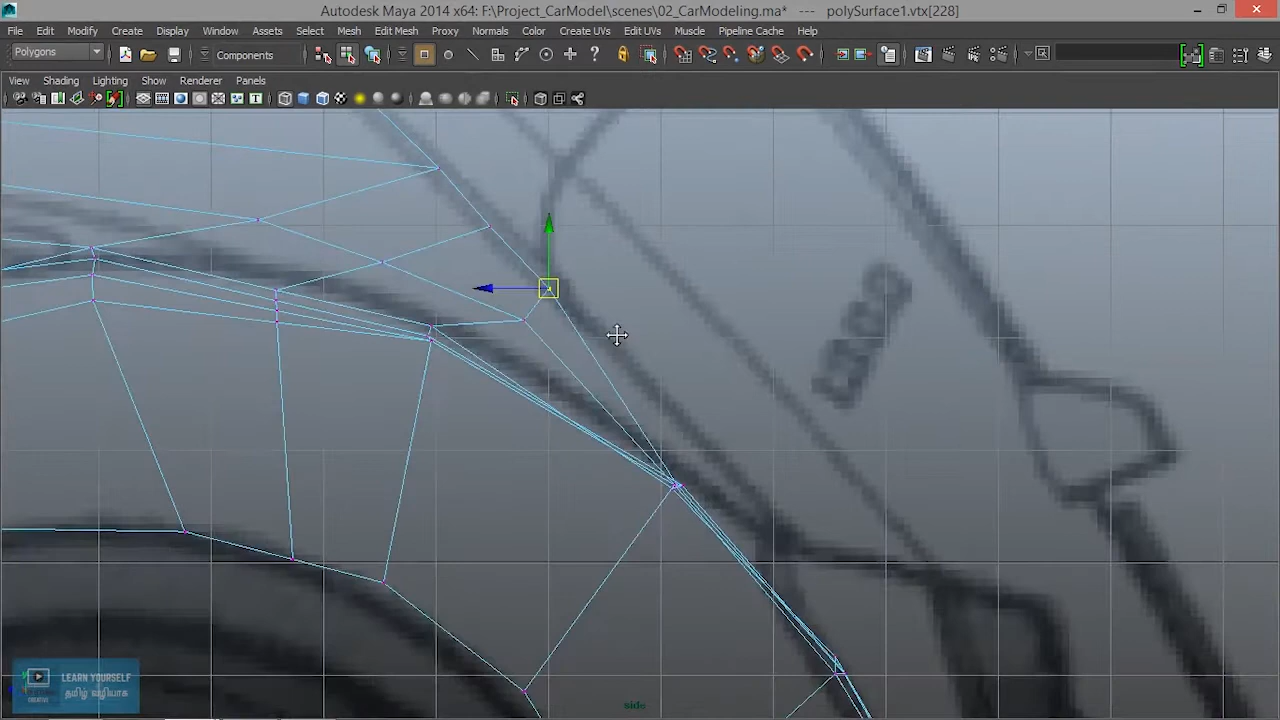 Autodesk Maya 2014 x64: F:\Project_CarModel\scenes\02_CarModeling.ma* --- polySurface1.vtx[228]
File Edit Modify Create Display Window Assets Select Mesh Edit Mesh Proxy Normals Color Create UVs Edit UVs Muscle Pipeline Cache Help
Polygons Components
View Shading Lighting Show Renderer Panels
LEARN YOURSELF
தமிழ் வழியாக
side